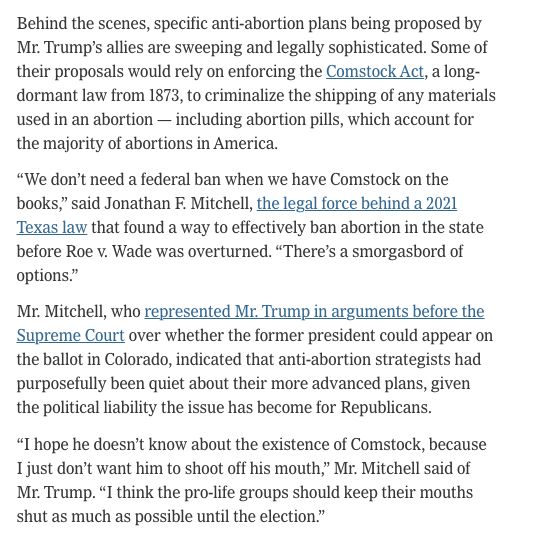 Behind the scenes, specific anti-abortion plans being proposed by
Mr. Trump’s allies are sweeping and legally sophisticated. Some of
their proposals would rely on enforcing the Comstock Act, a long-
dormant law from 1873, to criminalize the shipping of any materials
used in an abortion — including abortion pills, which account for
the majority of abortions in America.
“We don’t need a federal ban when we have Comstock on the
books,” said Jonathan F. Mitchell, the legal force behind a 2021
Texas law that found a way to effectively ban abortion in the state
before Roe v. Wade was overturned. “There’s a smorgasbord of
options.”
Mr. Mitchell, who represented Mr. Trump in arguments before the
Supreme Court over whether the former president could appear on
the ballot in Colorado, indicated that anti-abortion strategists had
purposefully been quiet about their more advanced plans, given
the political liability the issue has become for Republicans.
“I hope he doesn’t know about the existence of Comstock, because
I just don’t want him to shoot off his mouth,” Mr. Mitchell said of
Mr. Trump. “I think the pro-life groups should keep their mouths
shut as much as possible until the election.”